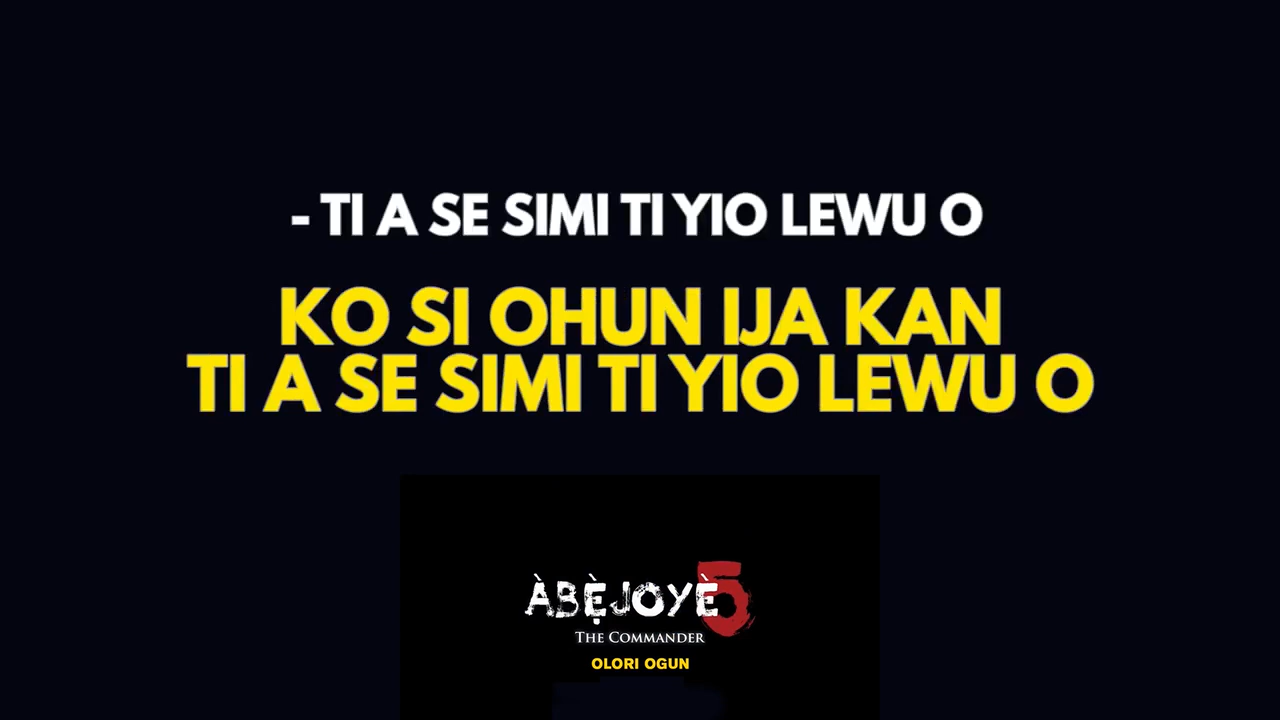 - TI A SE SIMI TI YIO LEWU O
KO SI OHUN IJA KAN
TI A SE SIMI TI YIO LEWU O
ÀBẸ̀JOYÈ 5
THE COMMANDER
OLORI OGUN